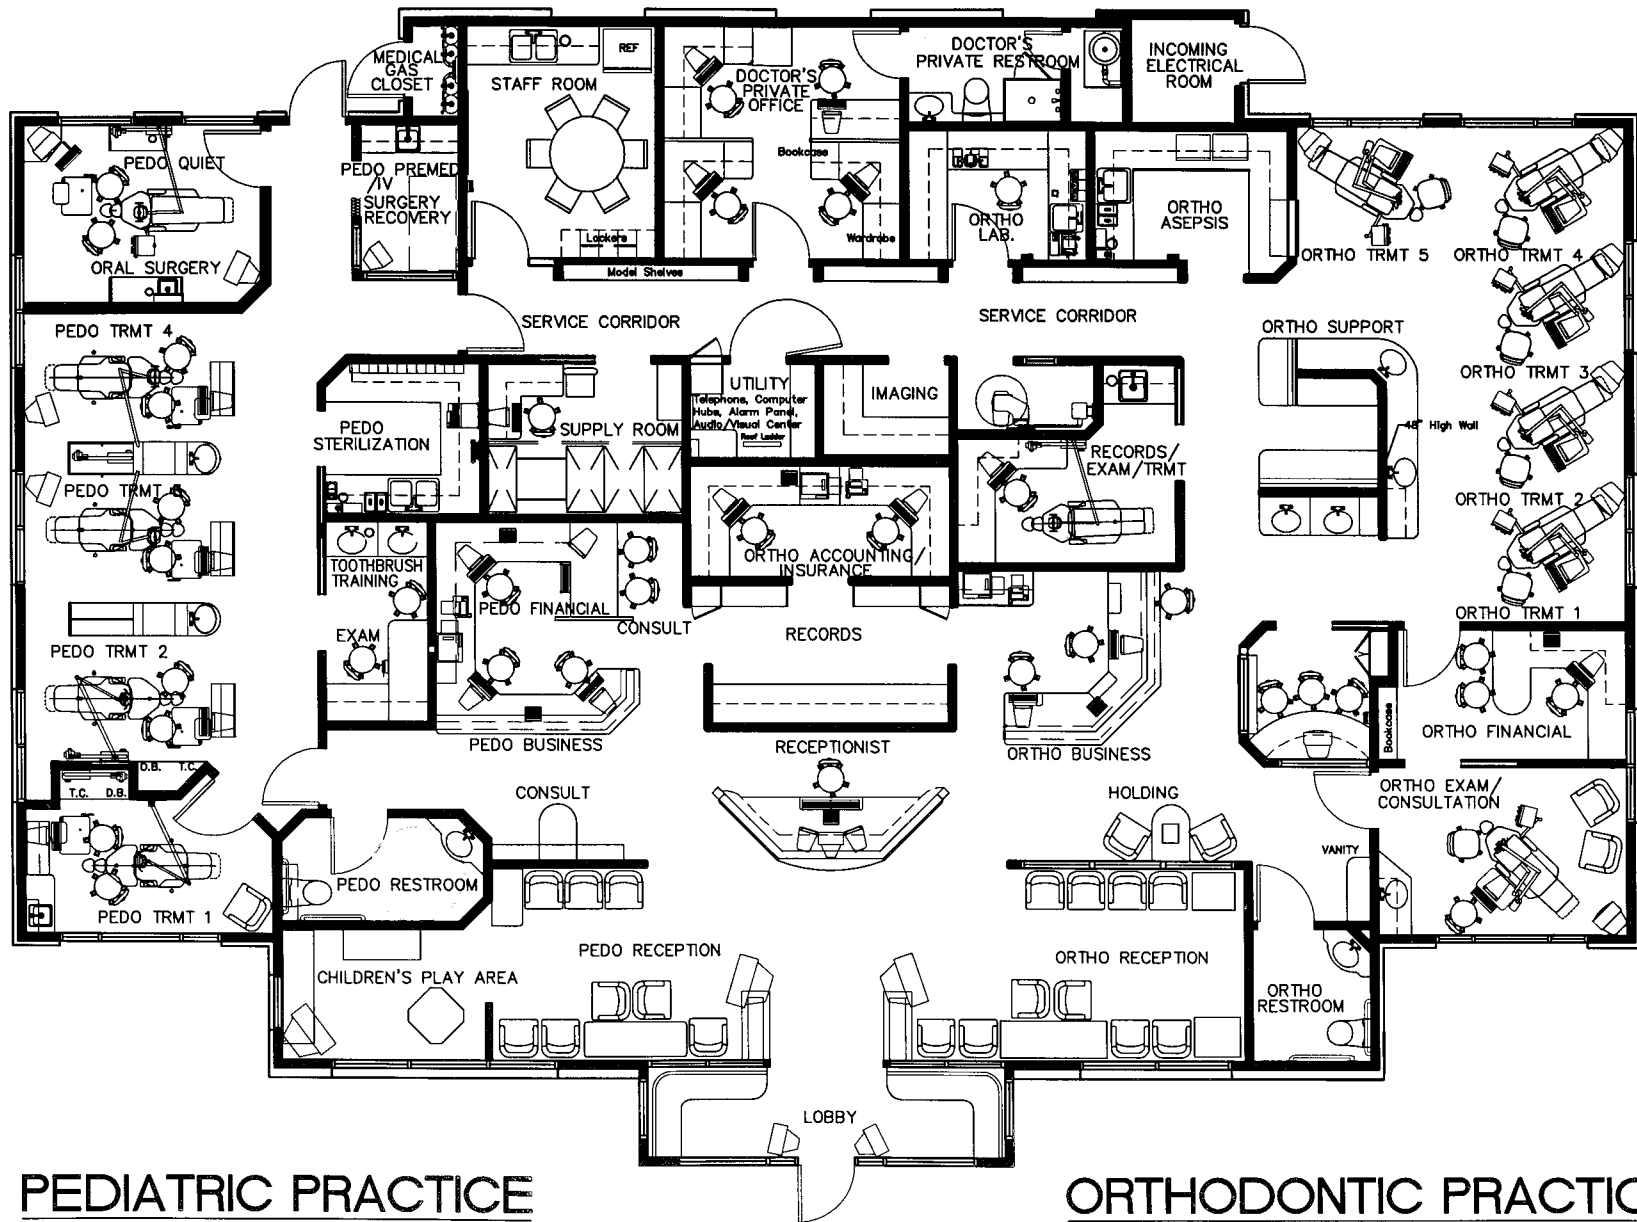 MEDICAL
GAS
CLOSET
STAFF ROOM
REF
DOCTOR'S
PRIVATE
OFFICE
DOCTOR'S
PRIVATE RESTROOM
INCOMING
ELECTRICAL
ROOM
PEDO QUIET
ORAL SURGERY
PEDO PREMED
/IV
SURGERY
RECOVERY
Lockers
Model Shelves
Bookcase
Wardrobe
ORTHO
LAB.
ORTHO
ASEPSIS
ORTHO TRMT 5
ORTHO TRMT 4
PEDO TRMT 4
SERVICE CORRIDOR
SERVICE CORRIDOR
ORTHO SUPPORT
ORTHO TRMT 3
PEDO
STERILIZATION
SUPPLY ROOM
UTILITY
Telephone, Computer
Hubs, Alarm Panel,
Audio/Visual Center
Roof Ladder
IMAGING
RECORDS/
EXAM/TRMT
48" High Wall
PEDO TRMT
ORTHO TRMT 2
TOOTHBRUSH
TRAINING
EXAM
PEDO FINANCIAL
CONSULT
ORTHO ACCOUNTING/
INSURANCE
RECORDS
ORTHO TRMT 1
PEDO TRMT 2
PEDO BUSINESS
RECEPTIONIST
ORTHO BUSINESS
Bookcase
ORTHO FINANCIAL
D.B. T.C.
T.C. D.B.
CONSULT
HOLDING
ORTHO EXAM/
CONSULTATION
VANITY
PEDO TRMT 1
PEDO RESTROOM
CHILDREN'S PLAY AREA
PEDO RECEPTION
ORTHO RECEPTION
ORTHO
RESTROOM
LOBBY
PEDIATRIC PRACTICE
ORTHODONTIC PRACTIC